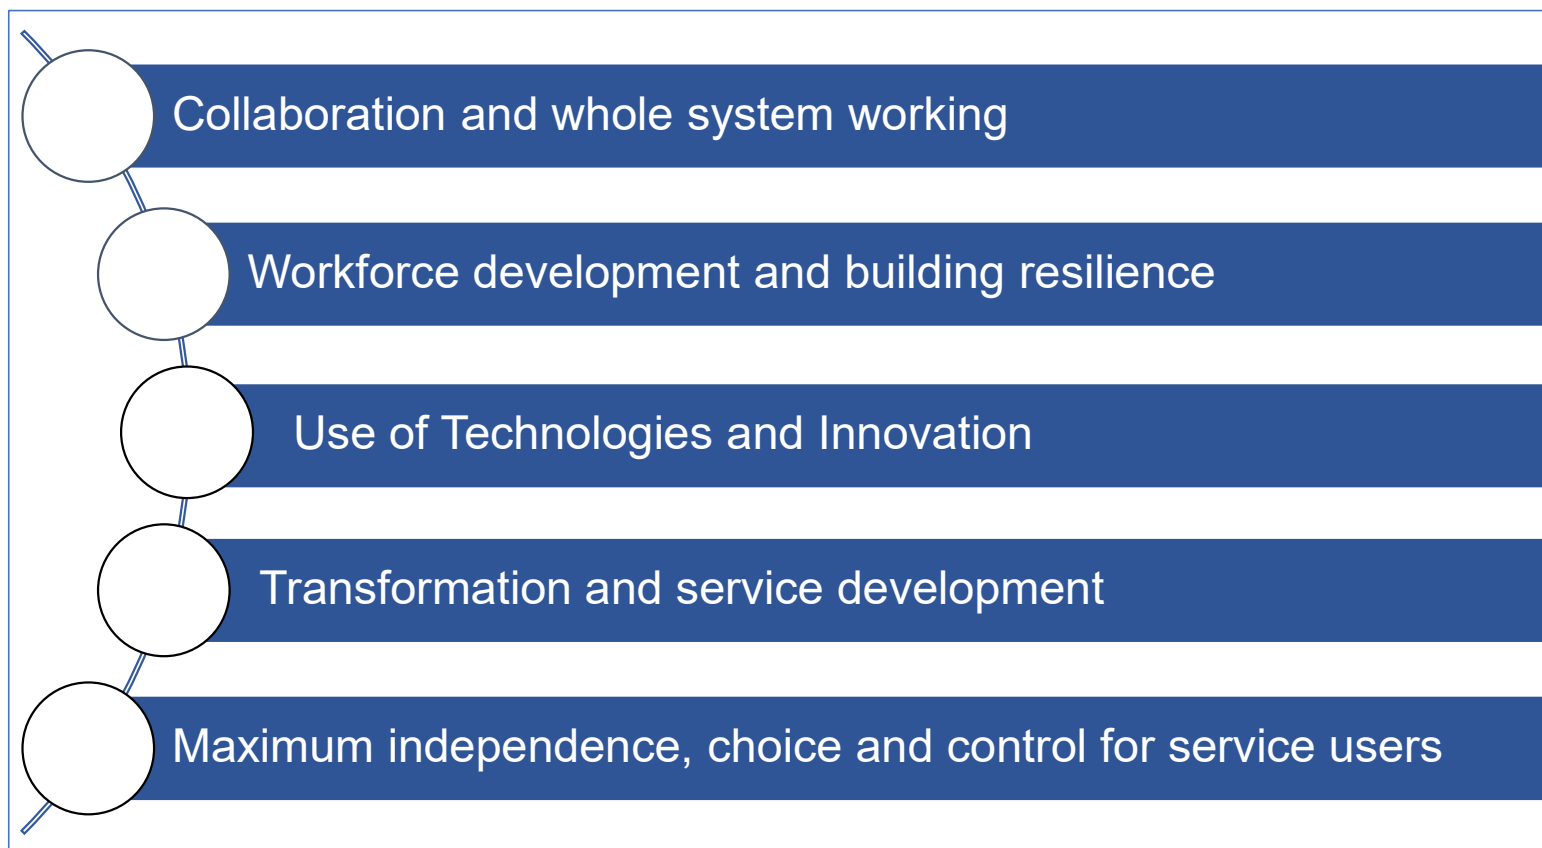 Collaboration and whole system working
Workforce development and building resilience
Use of Technologies and Innovation
Transformation and service development
Maximum independence, choice and control for service users